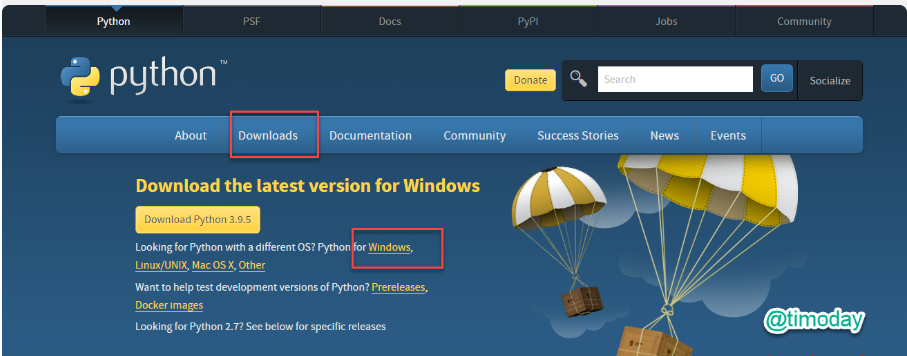 Python PSF Docs PyPI Jobs Community
python™
Donate Search GO Socialize
About Downloads Documentation Community Success Stories News Events
Download the latest version for Windows
Download Python 3.9.5
Looking for Python with a different OS? Python for Windows,
Linux/UNIX, Mac OS X, Other
Want to help test development versions of Python? Prereleases,
Docker images
Looking for Python 2.7? See below for specific releases
@timoday